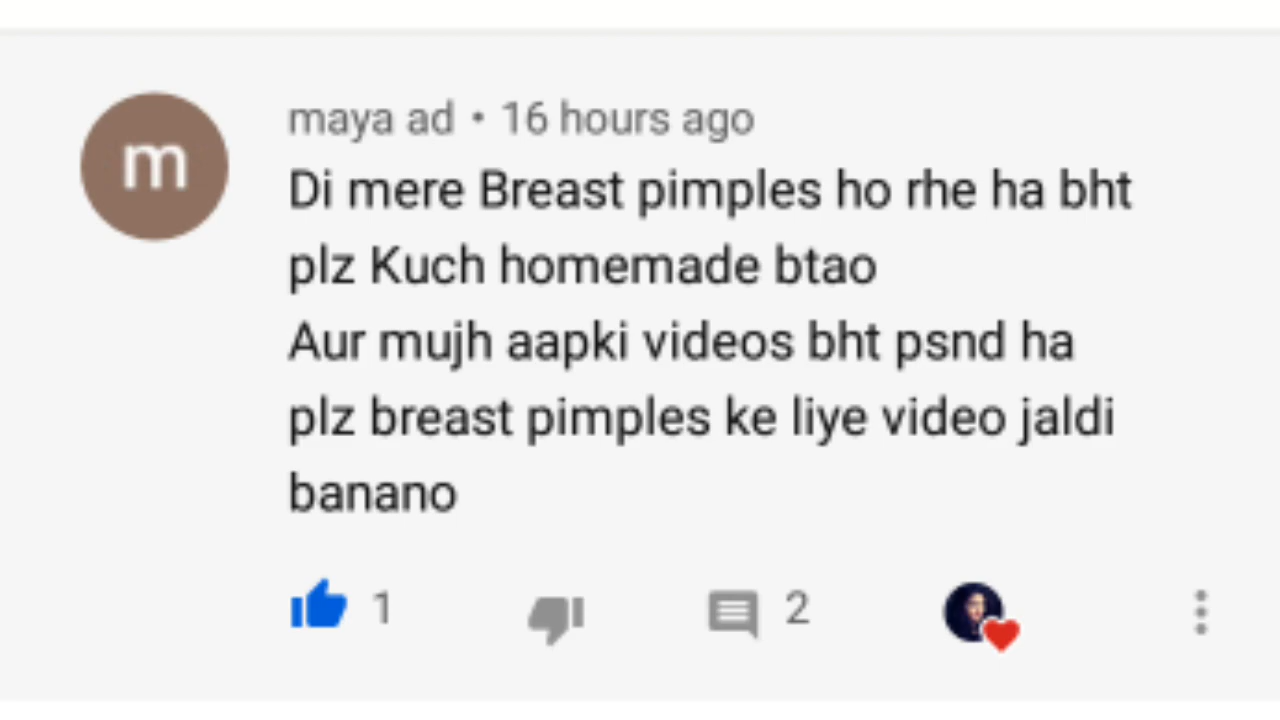 m
maya ad • 16 hours ago
Di mere Breast pimples ho rhe ha bht
plz Kuch homemade btao
Aur mujh aapki videos bht psnd ha
plz breast pimples ke liye video jaldi
banano
1 2